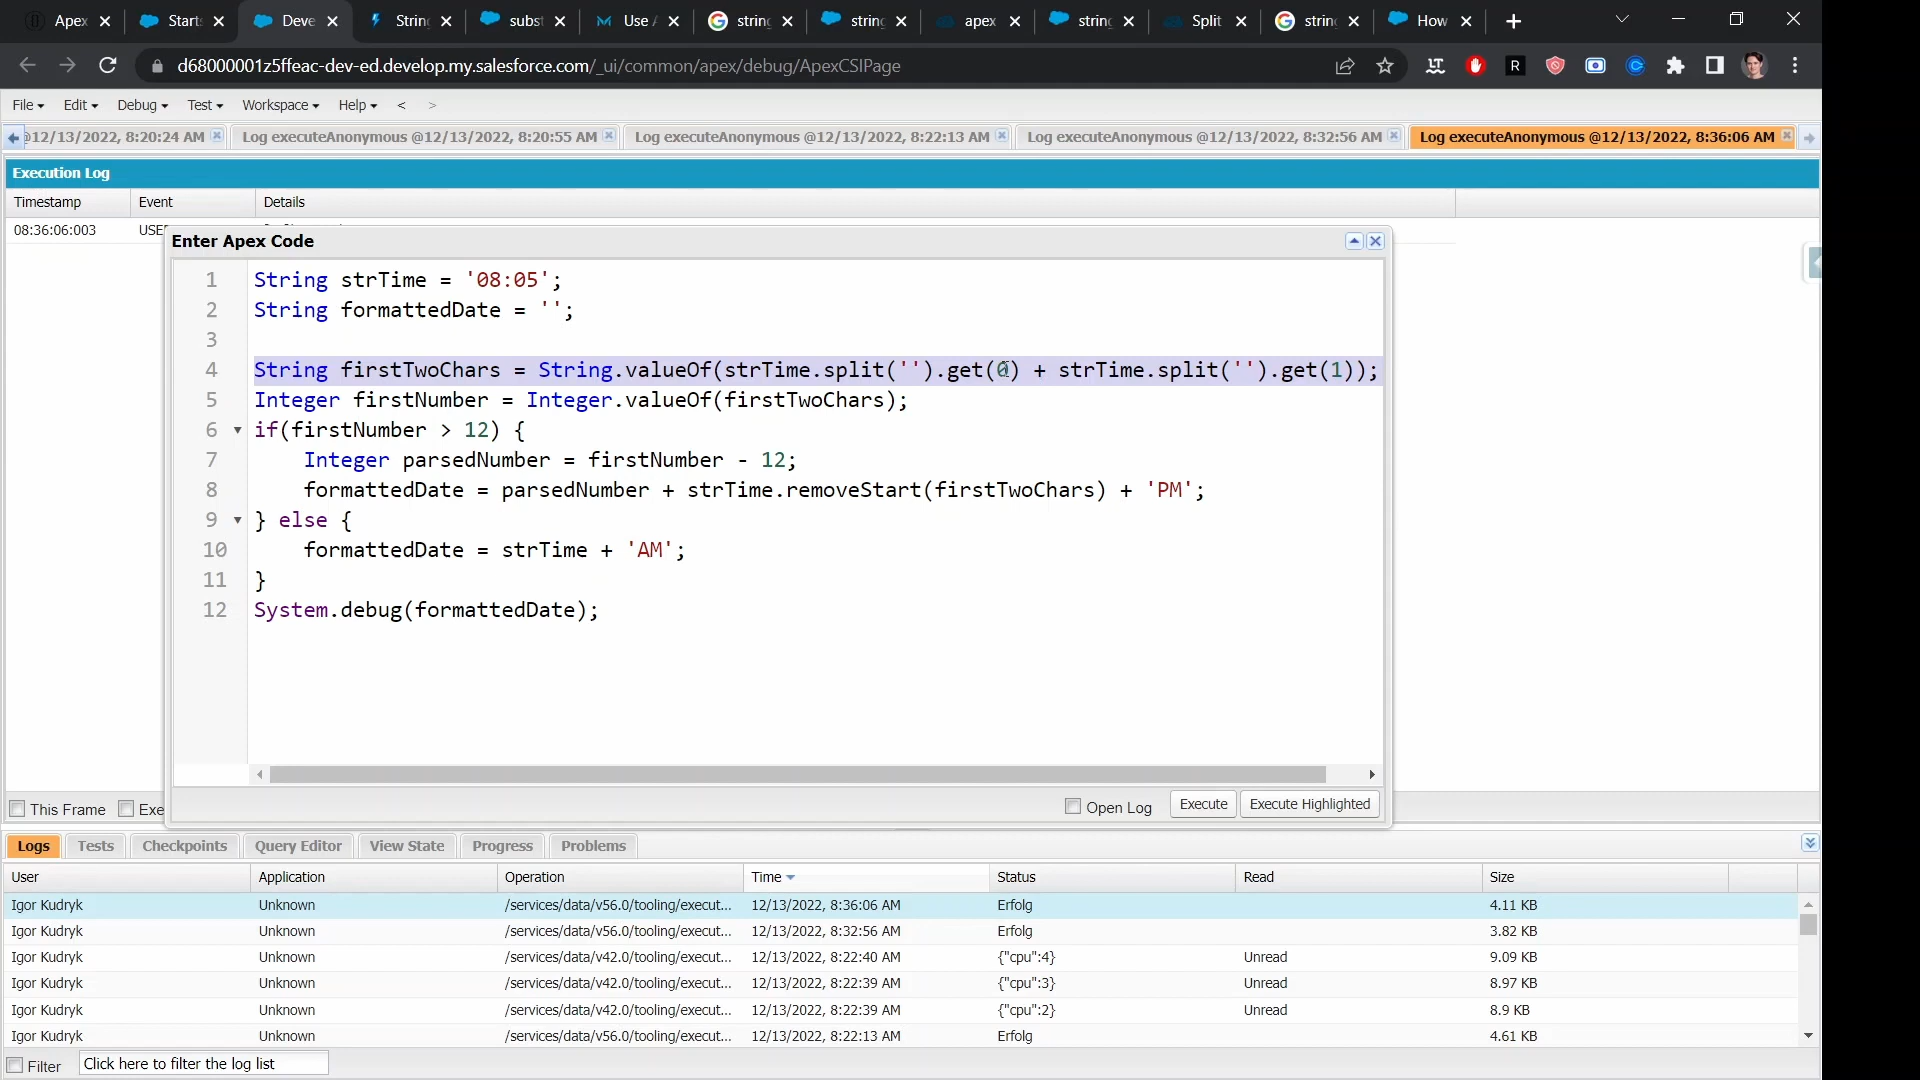 Apex
Starts
Deve
String
subst
Use
string
string
apex
string
Split
string
How
d68000001z5ffeac-dev-ed.develop.my.salesforce.com/_ui/common/apex/debug/ApexCSIPage
File Edit Debug Test Workspace Help < >
@12/13/2022, 8:20:24 AM
Log executeAnonymous @12/13/2022, 8:20:55 AM
Log executeAnonymous @12/13/2022, 8:22:13 AM
Log executeAnonymous @12/13/2022, 8:32:56 AM
Log executeAnonymous @12/13/2022, 8:36:06 AM
Execution Log
Timestamp Event Details
08:36:06:003 USE
Enter Apex Code
1 String strTime = '08:05';
2 String formattedDate = '';
3
4 String firstTwoChars = String.valueOf(strTime.split('').get(0) + strTime.split('').get(1));
5 Integer firstNumber = Integer.valueOf(firstTwoChars);
6 if(firstNumber > 12) {
7 Integer parsedNumber = firstNumber - 12;
8 formattedDate = parsedNumber + strTime.removeStart(firstTwoChars) + 'PM';
9 } else {
10 formattedDate = strTime + 'AM';
11 }
12 System.debug(formattedDate);
This Frame Exe
Open Log Execute Execute Highlighted
Logs Tests Checkpoints Query Editor View State Progress Problems
User Application Operation Time Status Read Size
Igor Kudryk Unknown /services/data/v56.0/tooling/execut... 12/13/2022, 8:36:06 AM Erfolg 4.11 KB
Igor Kudryk Unknown /services/data/v56.0/tooling/execut... 12/13/2022, 8:32:56 AM Erfolg 3.82 KB
Igor Kudryk Unknown /services/data/v42.0/tooling/execut... 12/13/2022, 8:22:40 AM {"cpu":4} Unread 9.09 KB
Igor Kudryk Unknown /services/data/v42.0/tooling/execut... 12/13/2022, 8:22:39 AM {"cpu":3} Unread 8.97 KB
Igor Kudryk Unknown /services/data/v42.0/tooling/execut... 12/13/2022, 8:22:39 AM {"cpu":2} Unread 8.9 KB
Igor Kudryk Unknown /services/data/v56.0/tooling/execut... 12/13/2022, 8:22:13 AM Erfolg 4.61 KB
Filter Click here to filter the log list